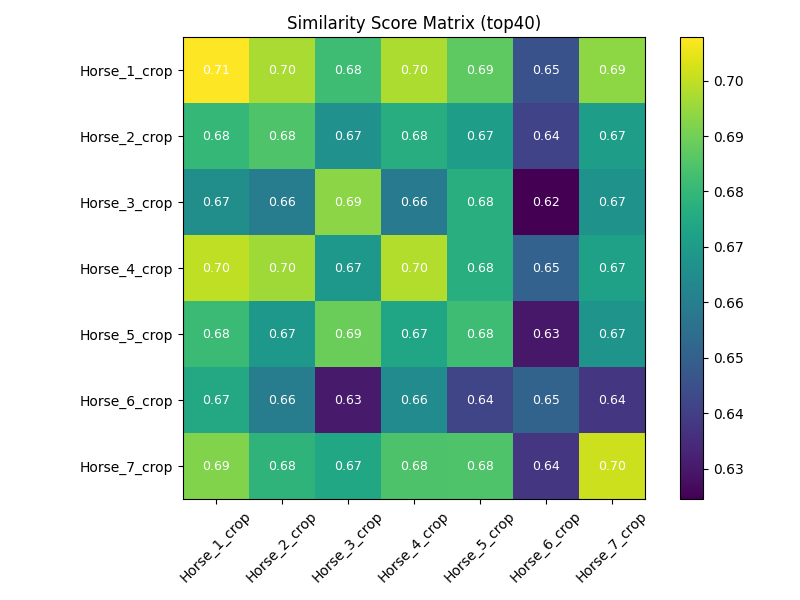 Similarity Score Matrix (top40)
Horse_1_crop 0.71 0.70 0.68 0.70 0.69 0.65 0.69
Horse_2_crop 0.68 0.68 0.67 0.68 0.67 0.64 0.67
Horse_3_crop 0.67 0.66 0.69 0.66 0.68 0.62 0.67
Horse_4_crop 0.70 0.70 0.67 0.70 0.68 0.65 0.67
Horse_5_crop 0.68 0.67 0.69 0.67 0.68 0.63 0.67
Horse_6_crop 0.67 0.66 0.63 0.66 0.64 0.65 0.64
Horse_7_crop 0.69 0.68 0.67 0.68 0.68 0.64 0.70
Horse_1_crop Horse_2_crop Horse_3_crop Horse_4_crop Horse_5_crop Horse_6_crop Horse_7_crop
0.70
0.69
0.68
0.67
0.66
0.65
0.64
0.63